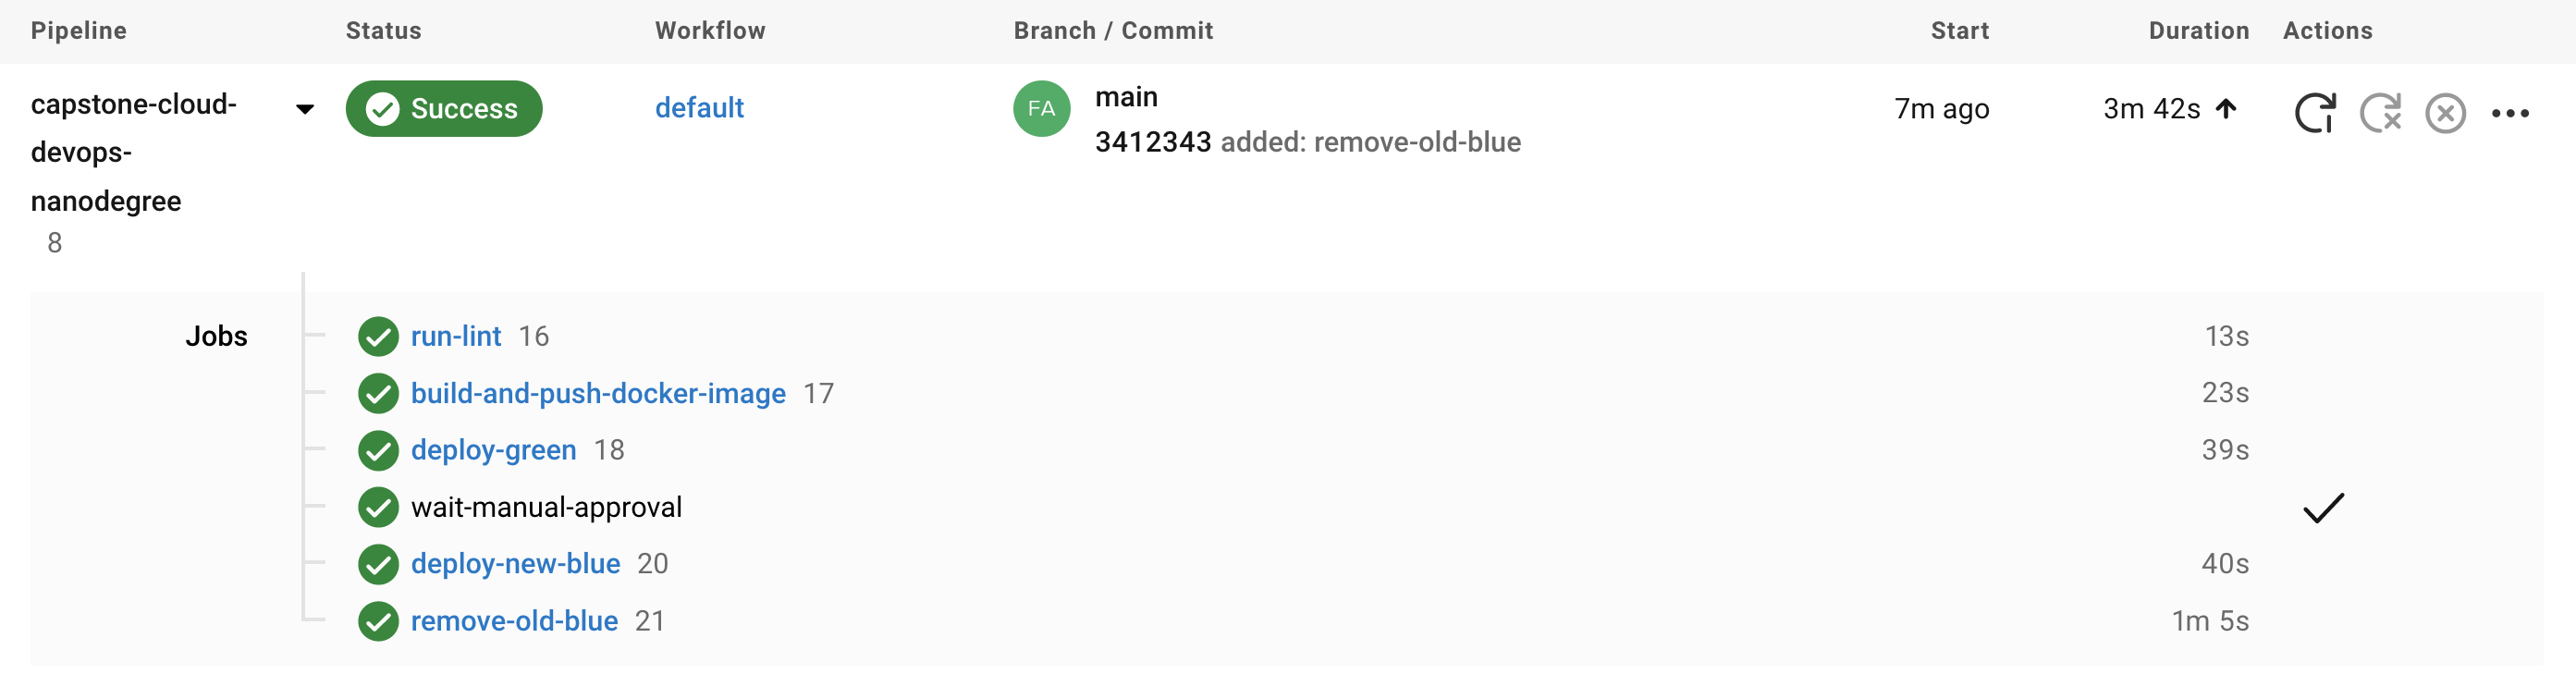 Pipeline Status Workflow Branch / Commit Start Duration Actions
capstone-cloud-
devops-
nanodegree
8
Success
default
FA
main
3412343 added: remove-old-blue
7m ago
3m 42s
Jobs
run-lint 16 13s
build-and-push-docker-image 17 23s
deploy-green 18 39s
wait-manual-approval
deploy-new-blue 20 40s
remove-old-blue 21 1m 5s